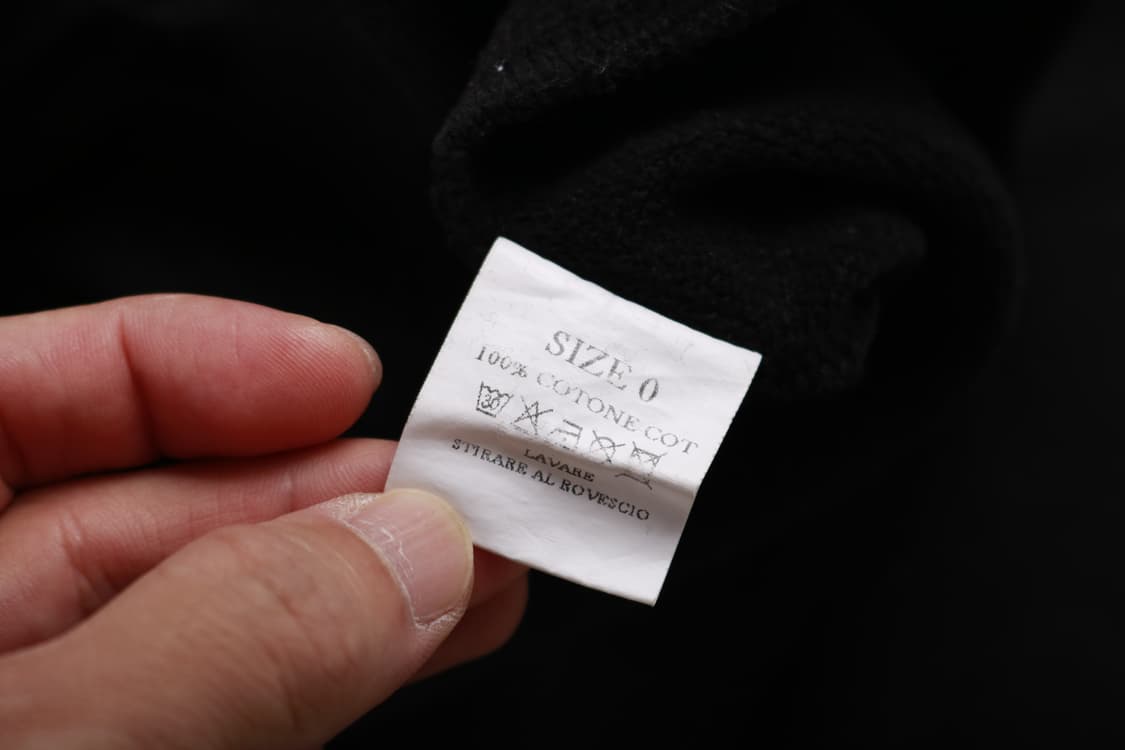 SIZE 0
100% COTONE COT
30
LAVARE
STIRARE AL ROVESCIO